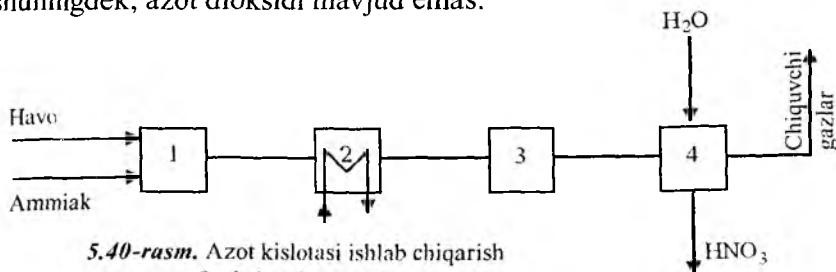 shuningdek, azot dioksidi mavjud emas.
H₂O
Havo
Ammiak
1
2
3
4
Chiquvchi
gazlar
HNO₃
5.40-rasm. Azot kislotasi ishlab chiqarish